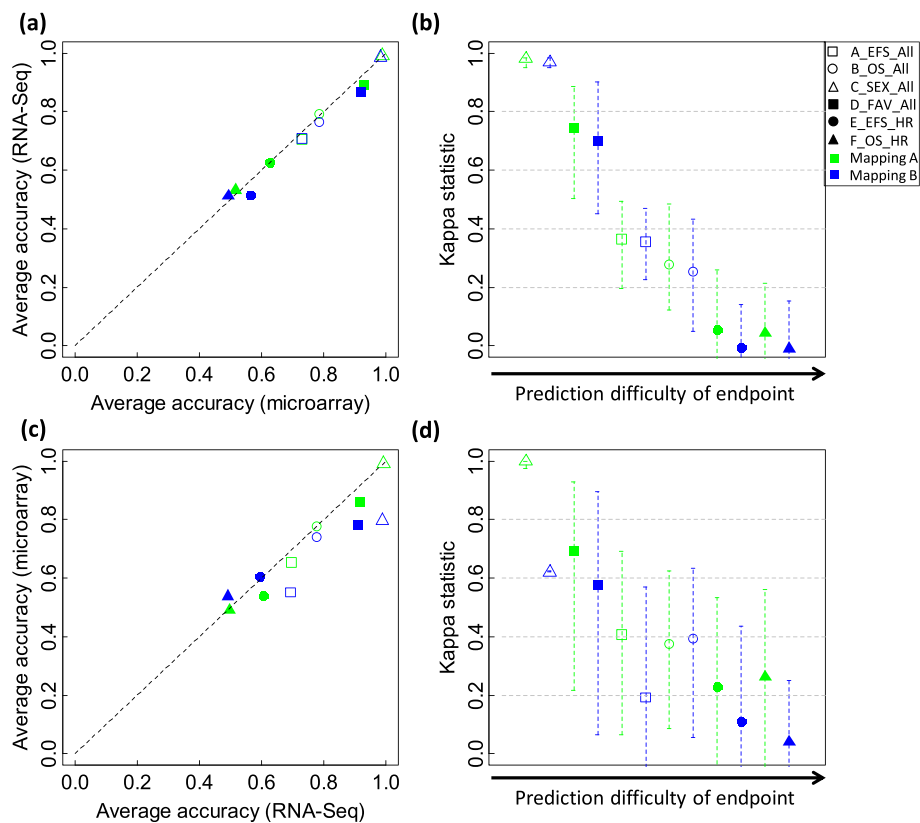 (a)
Average accuracy (RNA-Seq)
0.0 0.2 0.4 0.6 0.8 1.0
0.0 0.2 0.4 0.6 0.8 1.0
Average accuracy (microarray)
(b)
Kappa statistic
0.0 0.2 0.4 0.6 0.8 1.0
Prediction difficulty of endpoint
A_EFS_All
B_OS_All
C_SEX_All
D_FAV_All
E_EFS_HR
F_OS_HR
Mapping A
Mapping B
(c)
Average accuracy (microarray)
0.0 0.2 0.4 0.6 0.8 1.0
0.0 0.2 0.4 0.6 0.8 1.0
Average accuracy (RNA-Seq)
(d)
Kappa statistic
0.0 0.2 0.4 0.6 0.8 1.0
Prediction difficulty of endpoint